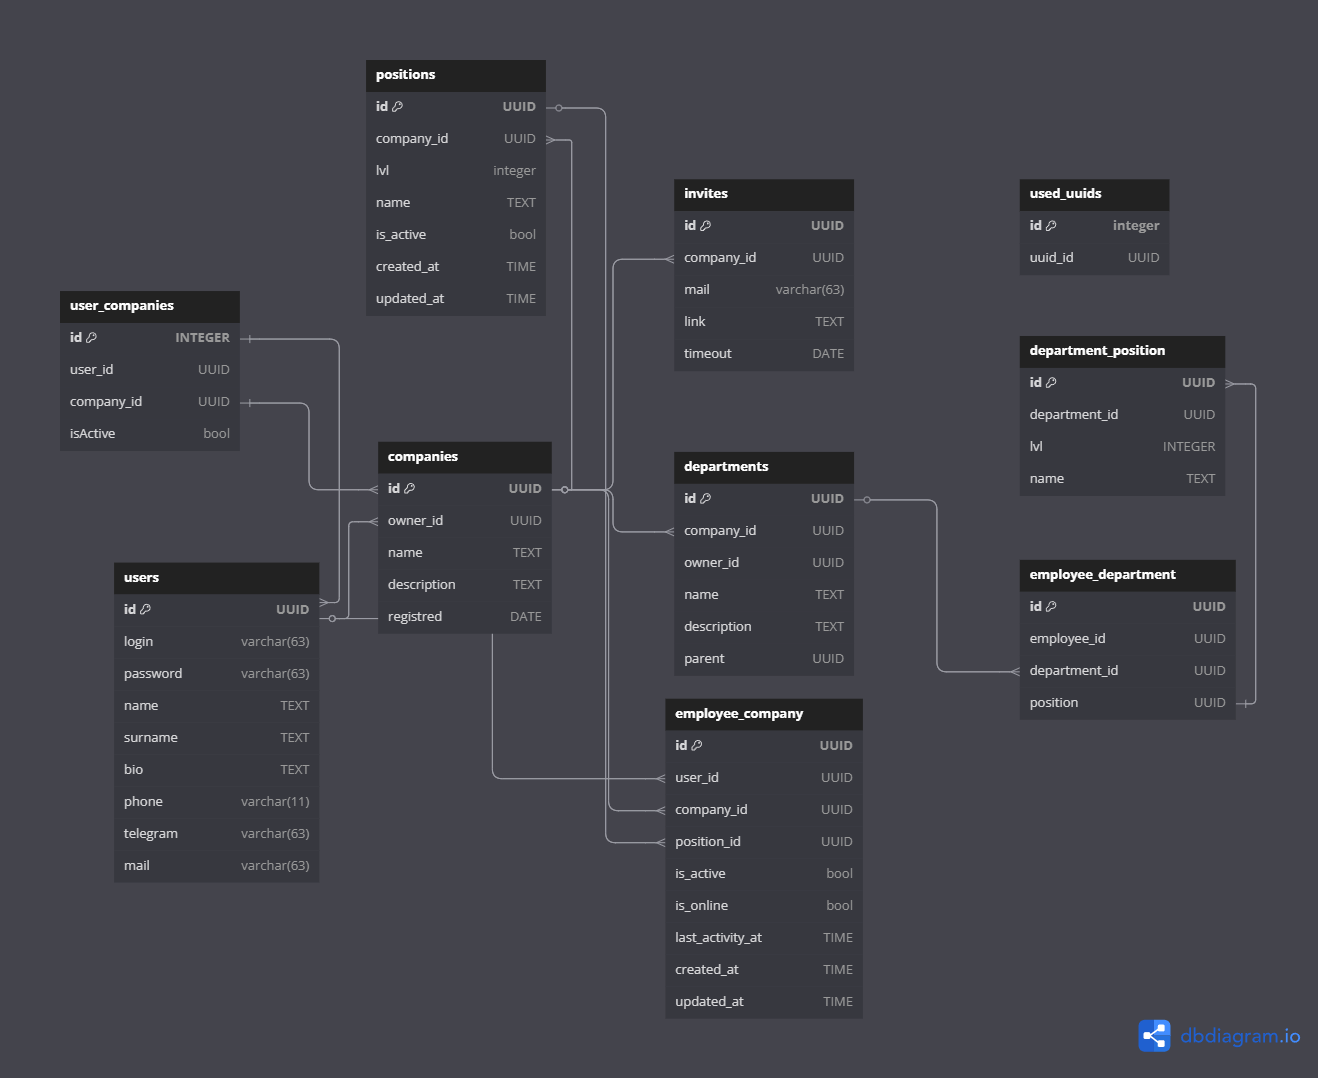 positions
id UUID
company_id UUID
lvl integer
name TEXT
is_active bool
created_at TIME
updated_at TIME
invites
id UUID
company_id UUID
mail varchar(63)
link TEXT
timeout DATE
used_uuids
id integer
uuid_id UUID
user_companies
id INTEGER
user_id UUID
company_id UUID
isActive bool
department_position
id UUID
department_id UUID
lvl INTEGER
name TEXT
companies
id UUID
owner_id UUID
name TEXT
description TEXT
registred DATE
departments
id UUID
company_id UUID
owner_id UUID
name TEXT
description TEXT
parent UUID
users
id UUID
login varchar(63)
password varchar(63)
name TEXT
surname TEXT
bio TEXT
phone varchar(11)
telegram varchar(63)
mail varchar(63)
employee_department
id UUID
employee_id UUID
department_id UUID
position UUID
employee_company
id UUID
user_id UUID
company_id UUID
position_id UUID
is_active bool
is_online bool
last_activity_at TIME
created_at TIME
updated_at TIME
dbdiagram.io